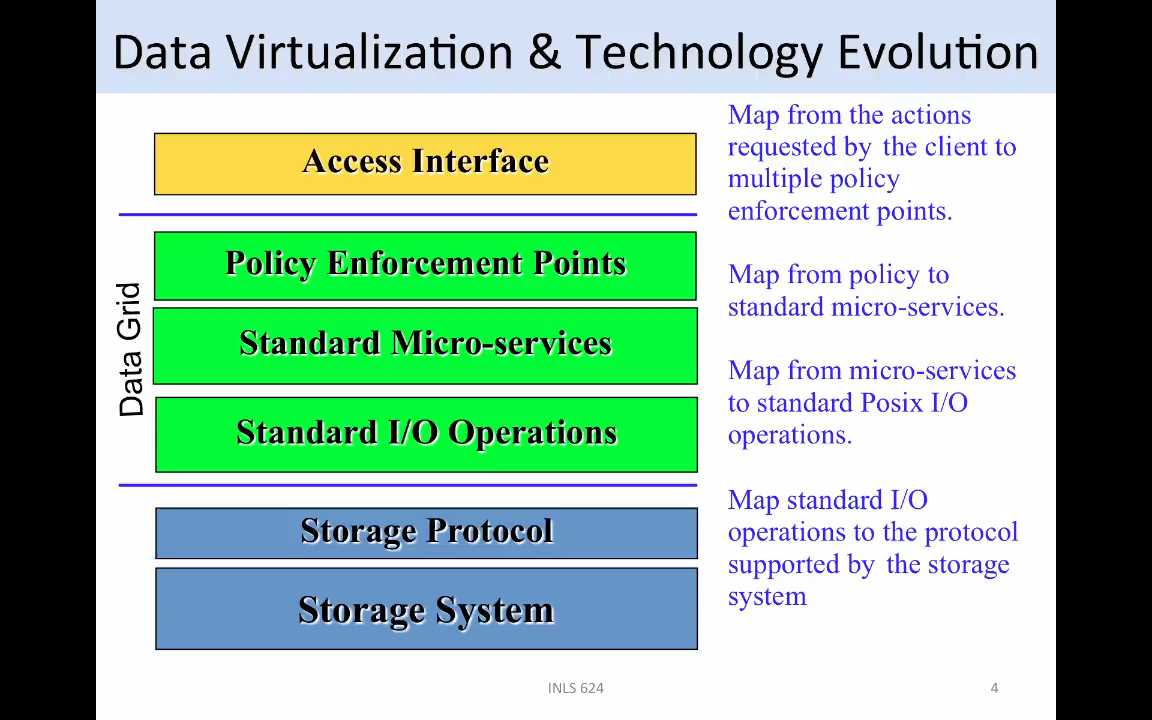 Data Virtualization & Technology Evolution
Access Interface
Policy Enforcement Points
Standard Micro-services
Standard I/O Operations
Data Grid
Storage Protocol
Storage System
Map from the actions
requested by the client to
multiple policy
enforcement points.
Map from policy to
standard micro-services.
Map from micro-services
to standard Posix I/O
operations.
Map standard I/O
operations to the protocol
supported by the storage
system
INLS 624
4